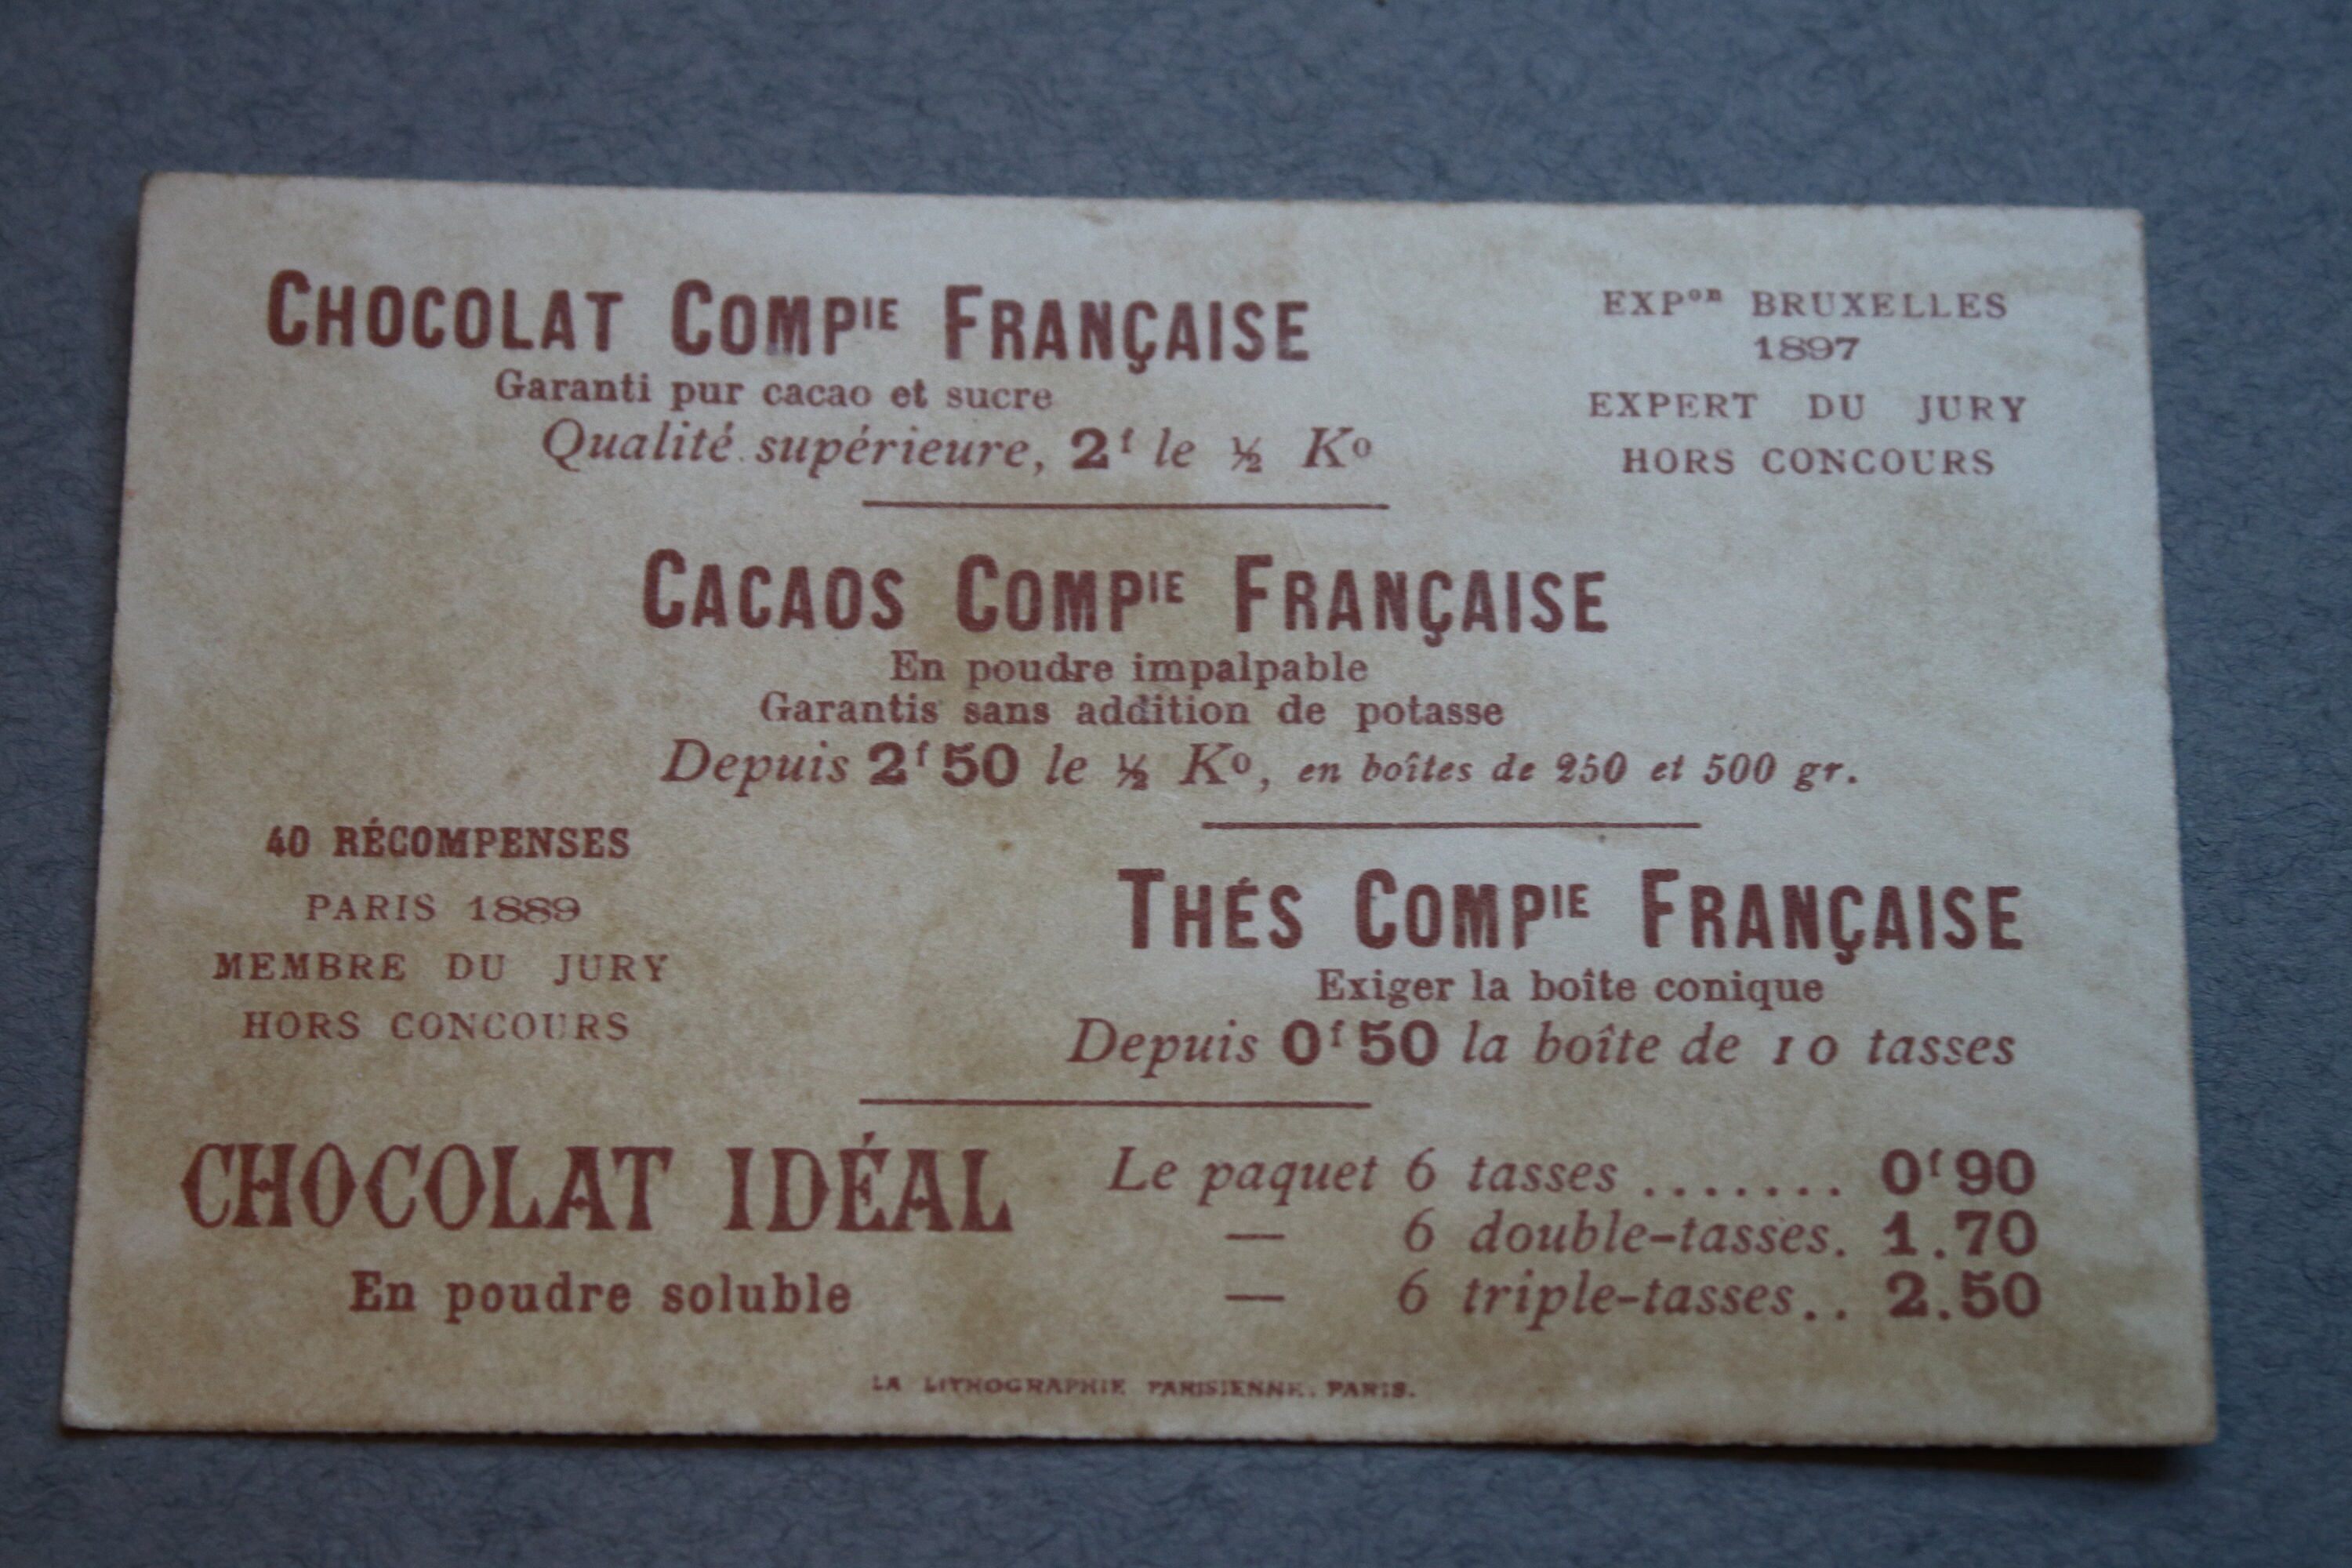 CHOCOLAT COMPIE FRANÇAISE
Garanti pur cacao et sucre
Qualité supérieure, 2f le ½ Ko
EXPon BRUXELLES
1897
EXPERT DU JURY
HORS CONCOURS
CACAOS COMPIE FRANÇAISE
En poudre impalpable
Garantis sans addition de potasse
Depuis 2f50 le ½ Ko, en boîtes de 250 et 500 gr.
40 RÉCOMPENSES
PARIS 1889
MEMBRE DU JURY
HORS CONCOURS
THÉS COMPIE FRANÇAISE
Exiger la boîte conique
Depuis 0f50 la boîte de 10 tasses
CHOCOLAT IDÉAL
En poudre soluble
Le paquet 6 tasses ....... 0f90
— 6 double-tasses. 1.70
— 6 triple-tasses.. 2.50
LA LITHOGRAPHIE PARISIENNE. PARIS.